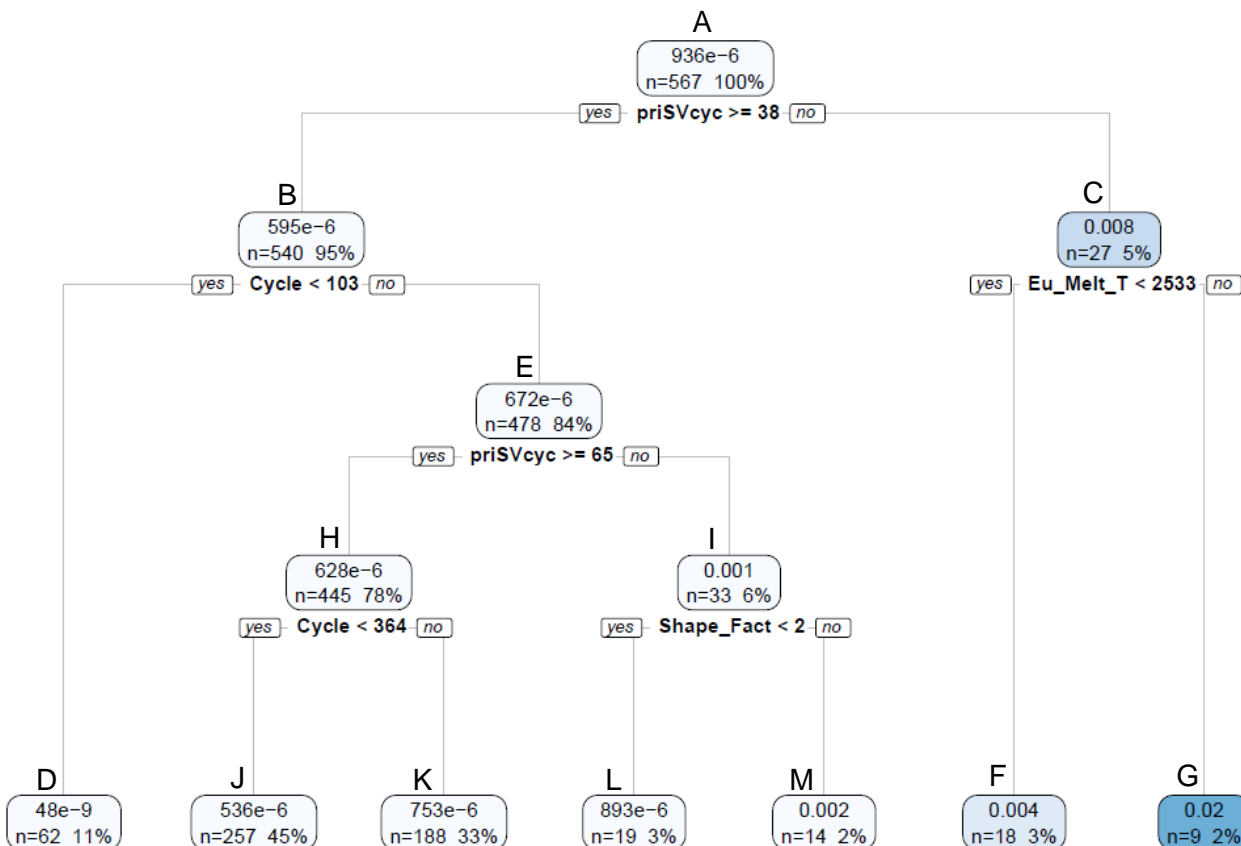 A
936e−6
n=567 100%
yes priSVcyc >= 38 no
B
C
595e−6
n=540 95%
yes Cycle < 103 no
0.008
n=27 5%
yes Eu_Melt_T < 2533 no
E
672e−6
n=478 84%
yes priSVcyc >= 65 no
H
I
628e−6
n=445 78%
yes Cycle < 364 no
0.001
n=33 6%
yes Shape_Fact < 2 no
D
J
K
L
M
F
G
48e−9
n=62 11%
536e−6
n=257 45%
753e−6
n=188 33%
893e−6
n=19 3%
0.002
n=14 2%
0.004
n=18 3%
0.02
n=9 2%